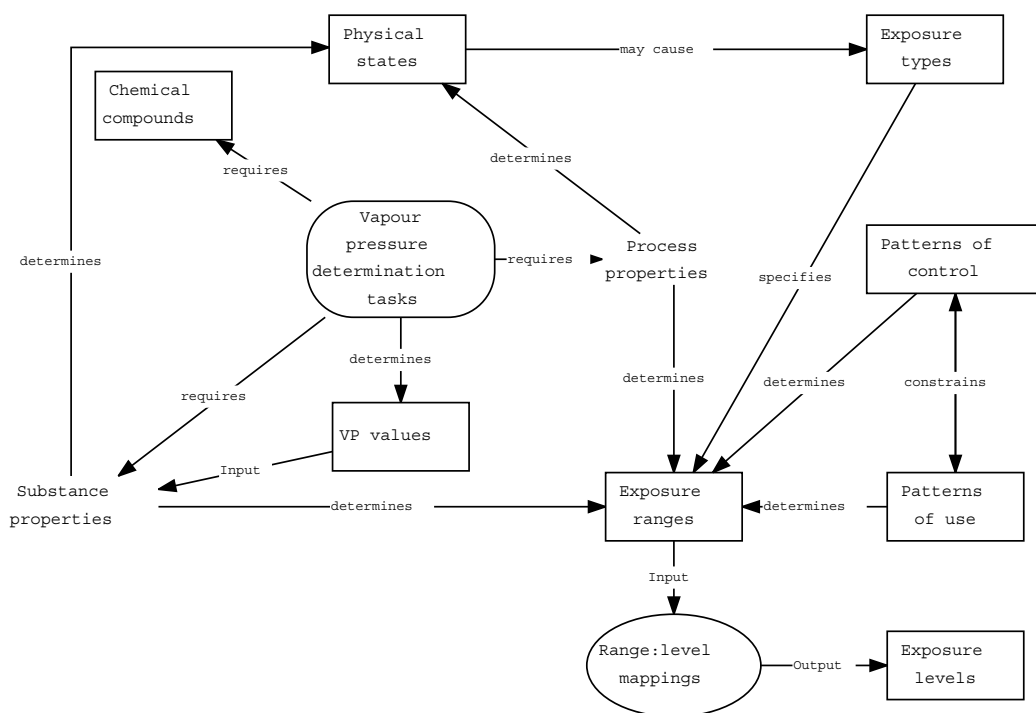 Physical
states
may cause
Exposure
types
Chemical
compounds
determines
requires
Vapour
pressure
determination
tasks
requires
Process
properties
Patterns of
control
determines
specifies
determines
requires
determines
determines
constrains
VP values
Input
Substance
properties
determines
Exposure
ranges
determines
Patterns
of use
Input
Range:level
mappings
Output
Exposure
levels